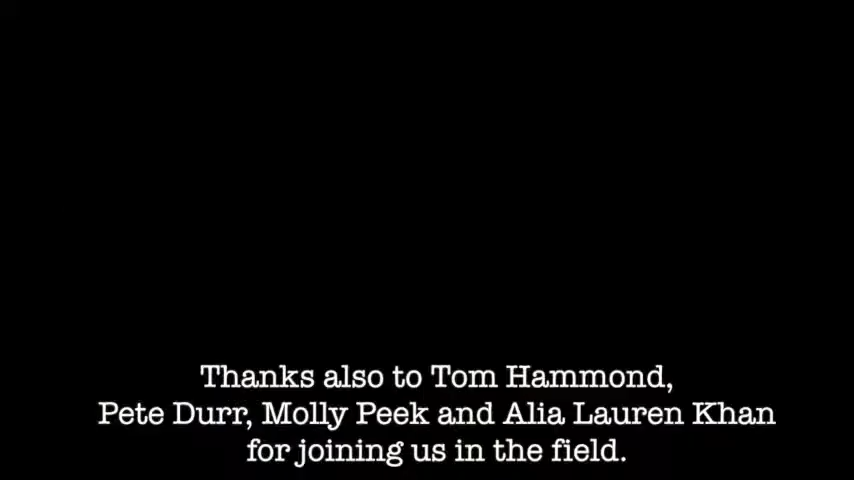 Thanks also to Tom Hammond,
Pete Durr, Molly Peek and Alia Lauren Khan
for joining us in the field.